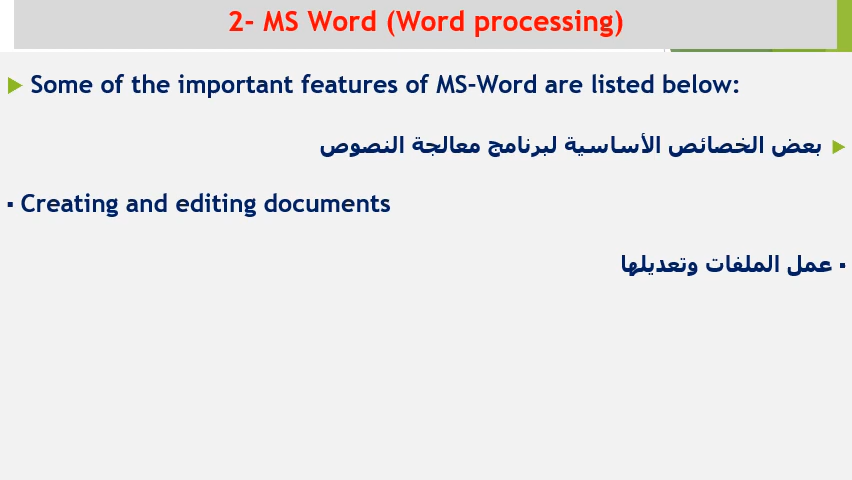 2- MS Word (Word processing)
Some of the important features of MS-Word are listed below:
بعض الخصائص الأساسية لبرنامج معالجة النصوص
▪ Creating and editing documents
▪ عمل الملفات وتعديلها